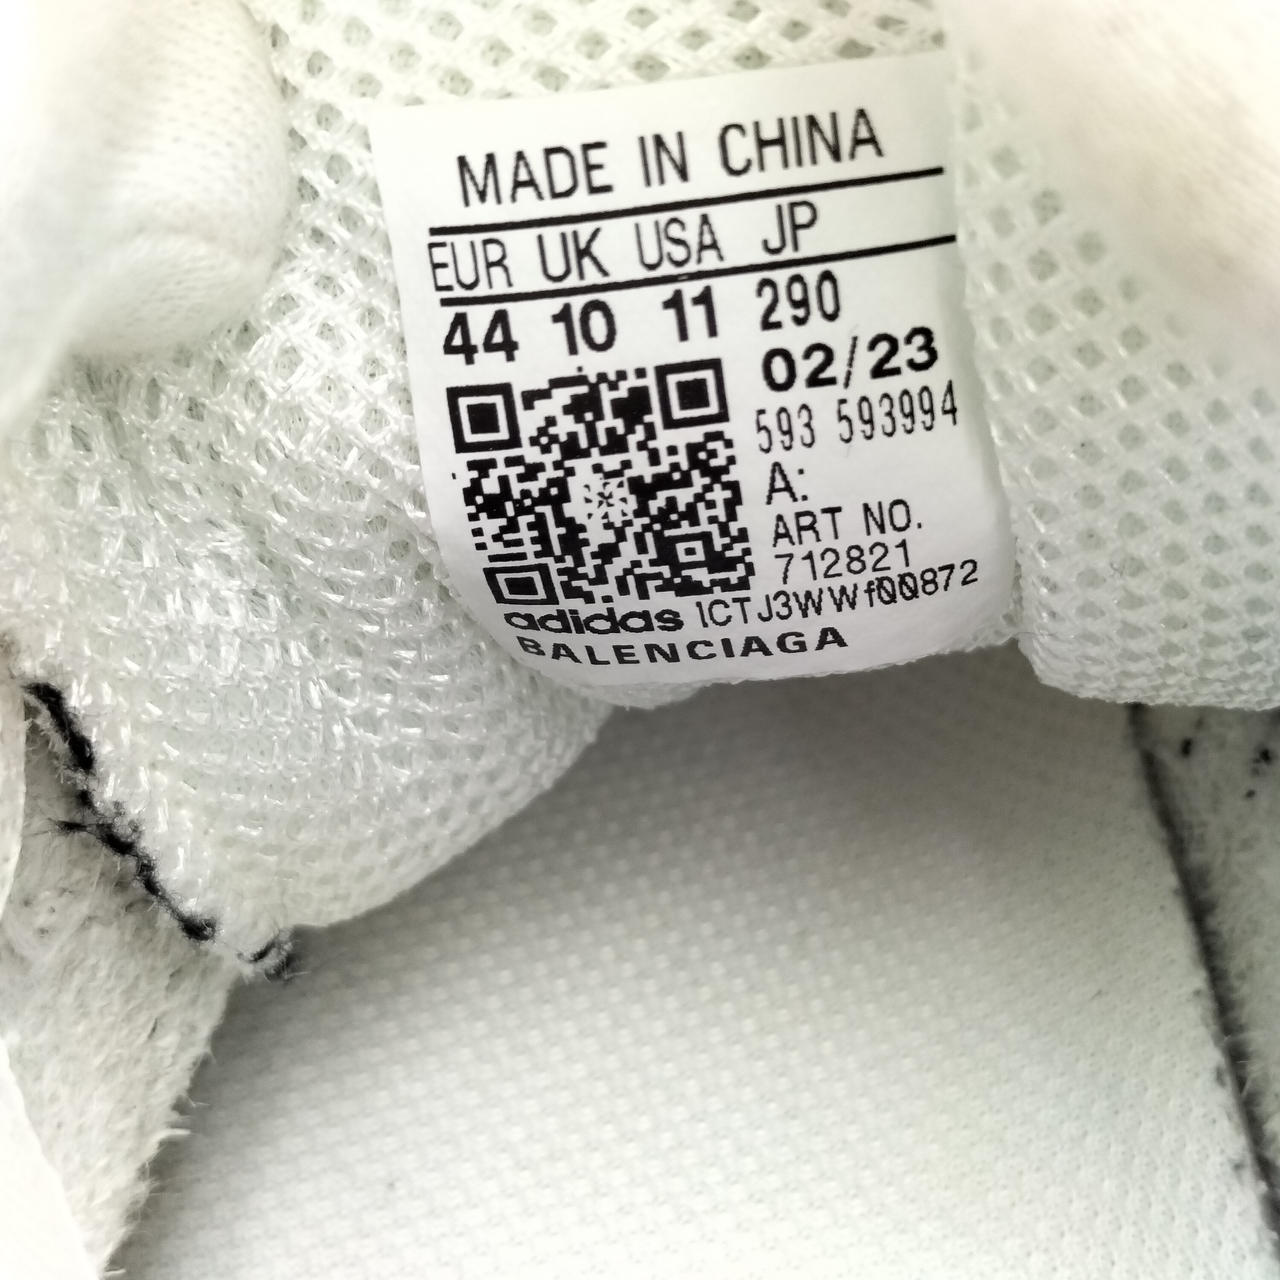 MADE IN CHINA
EUR UK USA JP
44 10 11 290
02/23
593 593994
A:
ART NO.
712821
adidas 1CTJ3WWf00872
BALENCIAGA